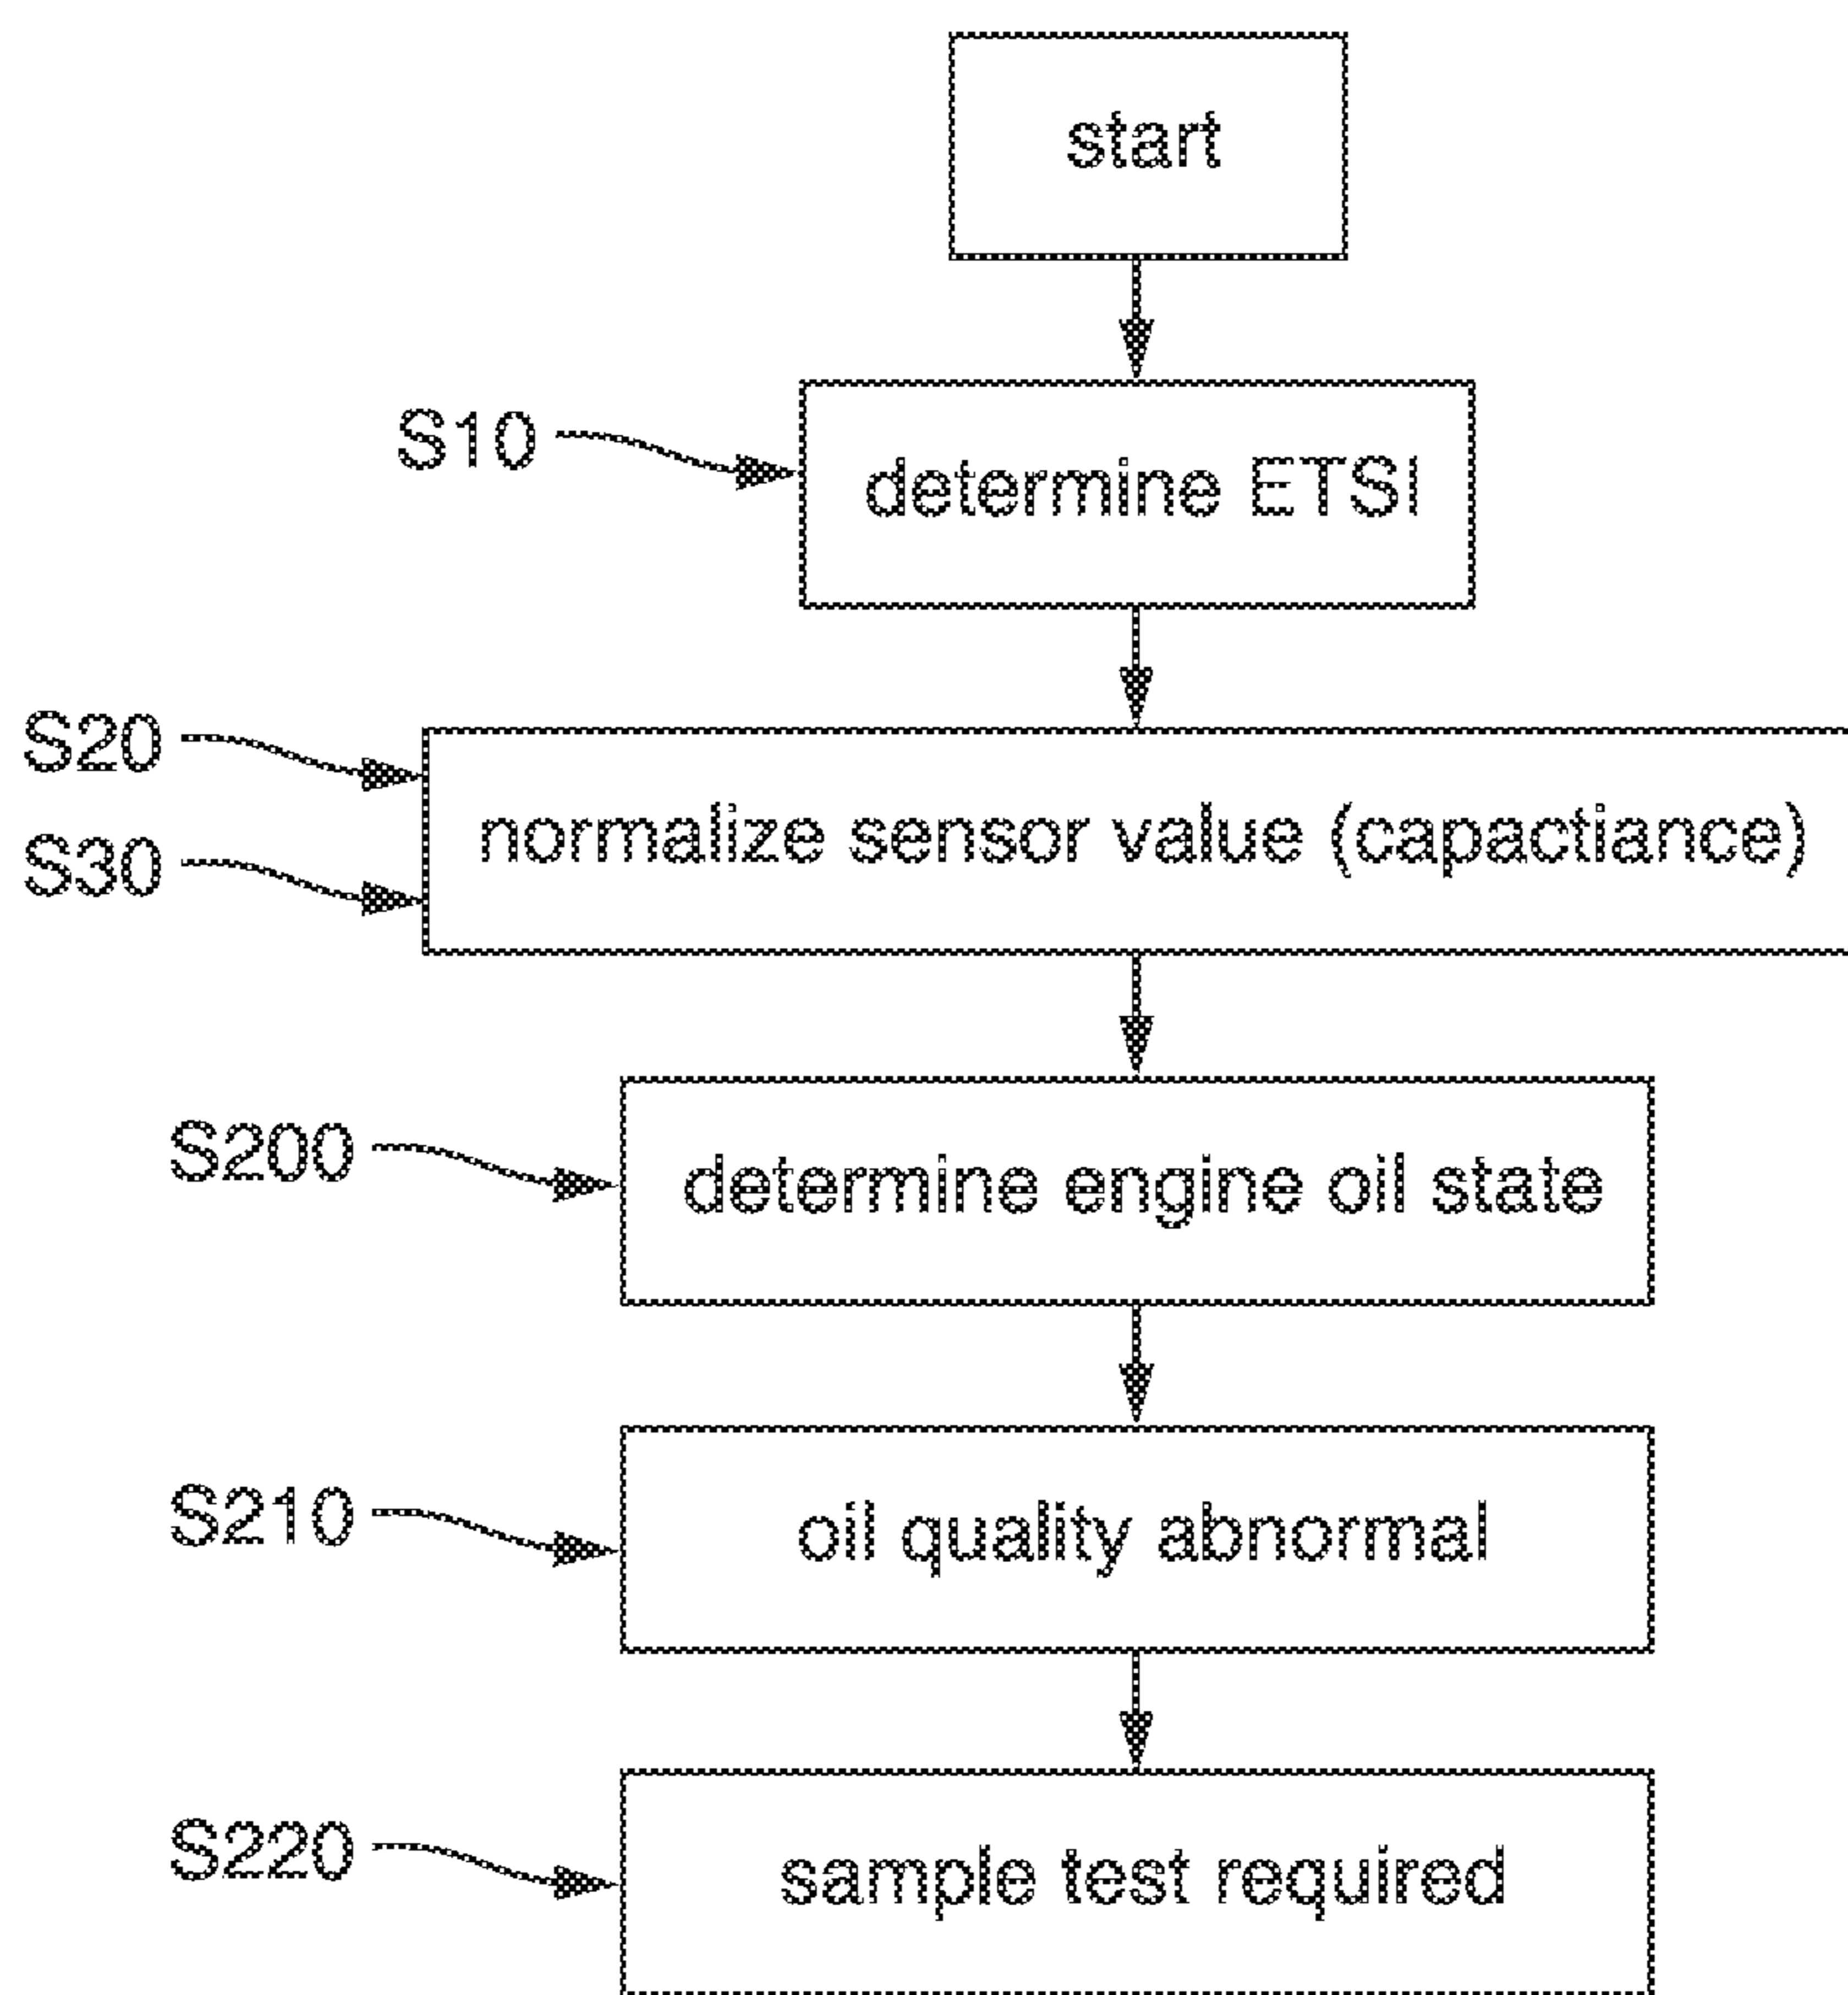 start
S10
determine ETSI
S20
normalize sensor value (capactiance)
S30
S200
determine engine oil state
S210
oil quality abnormal
S220
sample test required